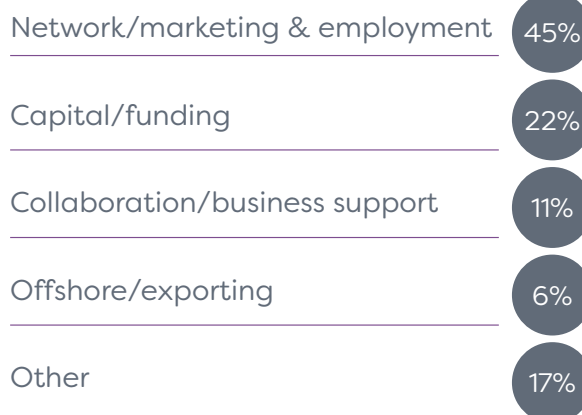 Network/marketing & employment 45%
Capital/funding 22%
Collaboration/business support 11%
Offshore/exporting 6%
Other 17%